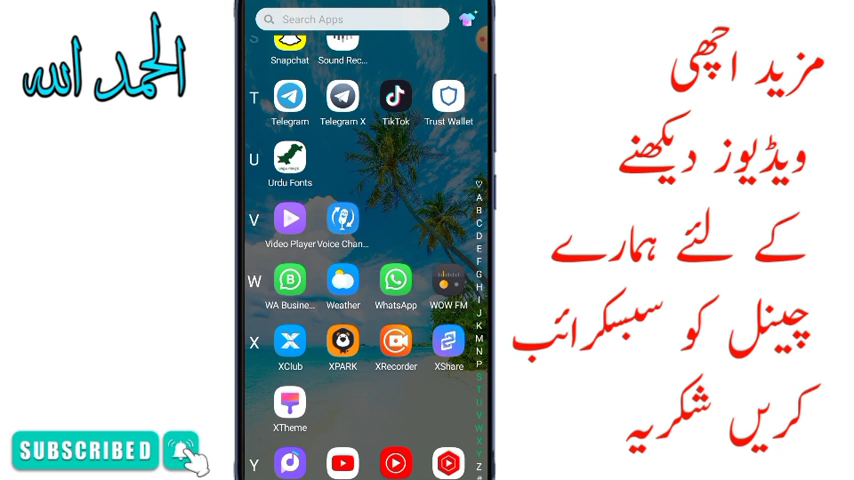 الحمد اللہ
Search Apps
S
Snapchat
Sound Rec...
T
Telegram
Telegram X
TikTok
Trust Wallet
U
Urdu Fonts
V
Video Player
Voice Chan...
W
WA Busine...
Weather
WhatsApp
WOW FM
X
XClub
XPARK
XRecorder
XShare
XTheme
Y
A
B
C
D
E
F
G
H
I
J
K
M
N
P
S
T
U
V
W
X
Y
Z
#
مزید اچھی
ویڈیوز دیکھنے
کے لئے ہمارے
چینل کو سبسکرائب
کریں شکریہ
SUBSCRIBED